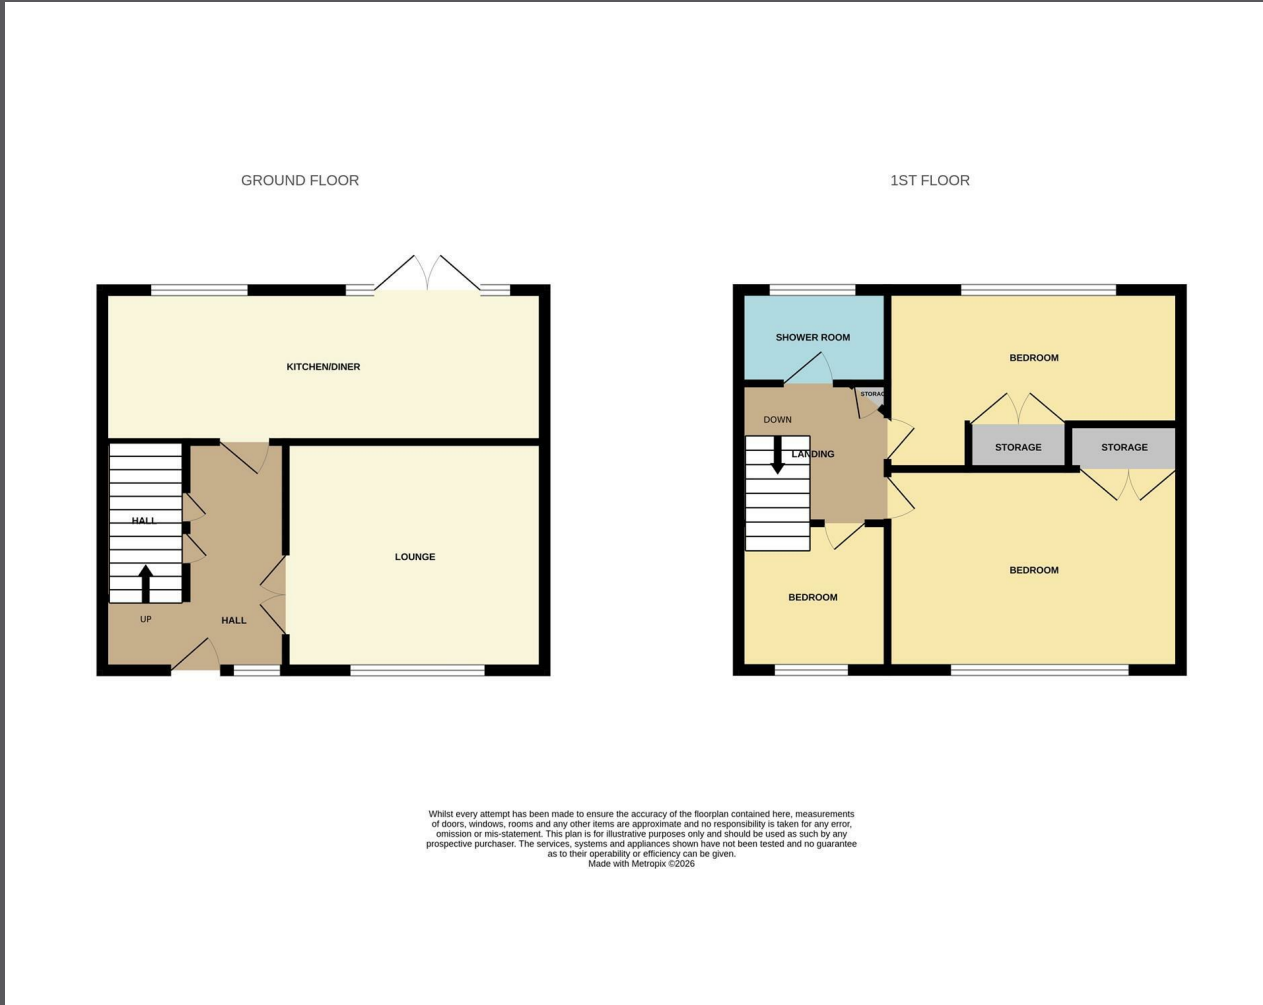 GROUND FLOOR
1ST FLOOR
KITCHEN/DINER
HALL
LOUNGE
UP
HALL
SHOWER ROOM
BEDROOM
STORAG
DOWN
LANDING
STORAGE
STORAGE
BEDROOM
BEDROOM
Whilst every attempt has been made to ensure the accuracy of the floorplan contained here, measurements
of doors, windows, rooms and any other items are approximate and no responsibility is taken for any error,
omission or mis-statement. This plan is for illustrative purposes only and should be used as such by any
prospective purchaser. The services, systems and appliances shown have not been tested and no guarantee
as to their operability or efficiency can be given.
Made with Metropix ©2026